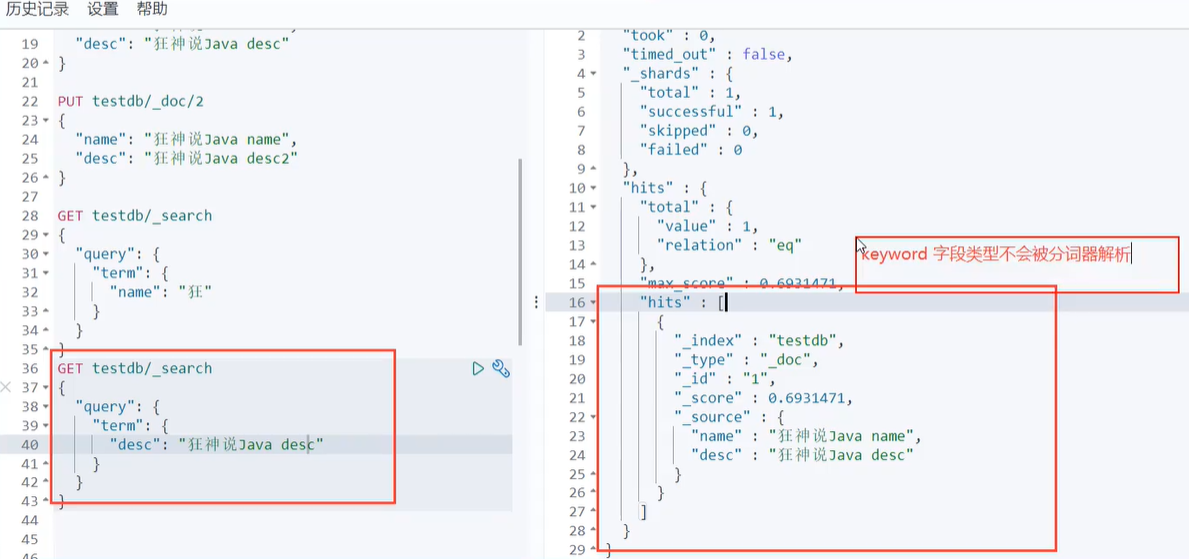 历史记录 设置 帮助
19 "desc": "狂神说Java desc"
20 }
21
22 PUT testdb/_doc/2
23 {
24 "name": "狂神说Java name",
25 "desc": "狂神说Java desc2"
26 }
27
28 GET testdb/_search
29 {
30 "query": {
31 "term": {
32 "name": "狂"
33 }
34 }
35 }
36 GET testdb/_search
37 {
38 "query": {
39 "term": {
40 "desc": "狂神说Java desc"
41 }
42 }
43 }
44
45
46
2 "took" : 0,
3 "timed_out" : false,
4 "_shards" : {
5 "total" : 1,
6 "successful" : 1,
7 "skipped" : 0,
8 "failed" : 0
9 },
10 "hits" : {
11 "total" : {
12 "value" : 1,
13 "relation" : "eq"
14 },
15 "max_score" : 0.6931471,
16 "hits" : [
17 {
18 "_index" : "testdb",
19 "_type" : "_doc",
20 "_id" : "1",
21 "_score" : 0.6931471,
22 "_source" : {
23 "name" : "狂神说Java name",
24 "desc" : "狂神说Java desc"
25 }
26 }
27 ]
28 }
29 }
keyword 字段类型不会被分词器解析